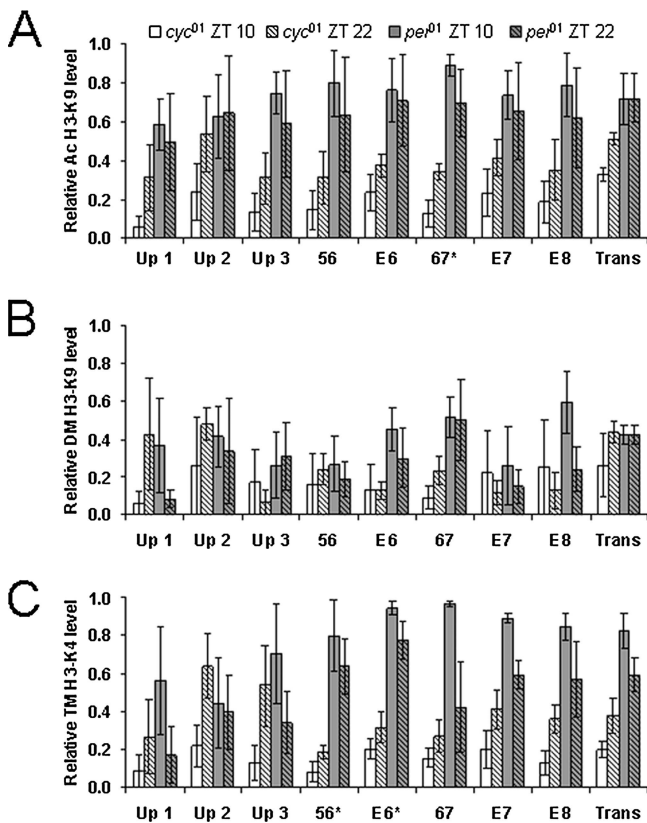 A
cyc01 ZT 10 cyc01 ZT 22 per01 ZT 10 per01 ZT 22
Relative Ac H3-K9 level
1.0
0.8
0.6
0.4
0.2
0.0
Up 1 Up 2 Up 3 56 E6 67* E7 E8 Trans
B
Relative DM H3-K9 level
1.0
0.8
0.6
0.4
0.2
0.0
Up 1 Up 2 Up 3 56 E6 67 E7 E8 Trans
C
Relative TM H3-K4 level
1.0
0.8
0.6
0.4
0.2
0.0
Up 1 Up 2 Up 3 56* E6* 67 E7 E8 Trans